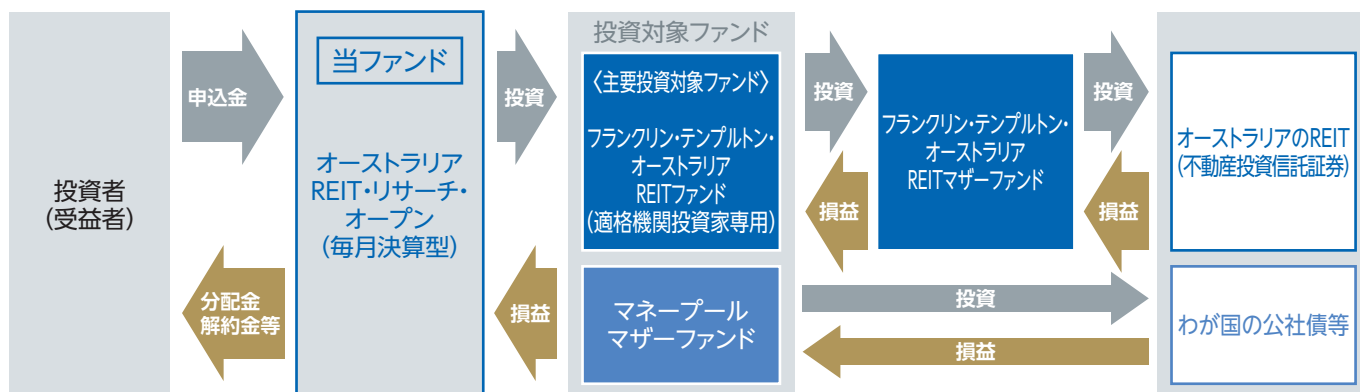 投資者
(受益者)
申込金
分配金
解約金等
当ファンド
オーストラリア
REIT・リサーチ・
オープン
(毎月決算型)
投資
損益
投資対象ファンド
〈主要投資対象ファンド〉
フランクリン・テンプルトン・
オーストラリア
REITファンド
(適格機関投資家専用)
マネープール
マザーファンド
投資
損益
フランクリン・テンプルトン・
オーストラリア
REITマザーファンド
投資
損益
投資
損益
オーストラリアのREIT
(不動産投資信託証券)
わが国の公社債等